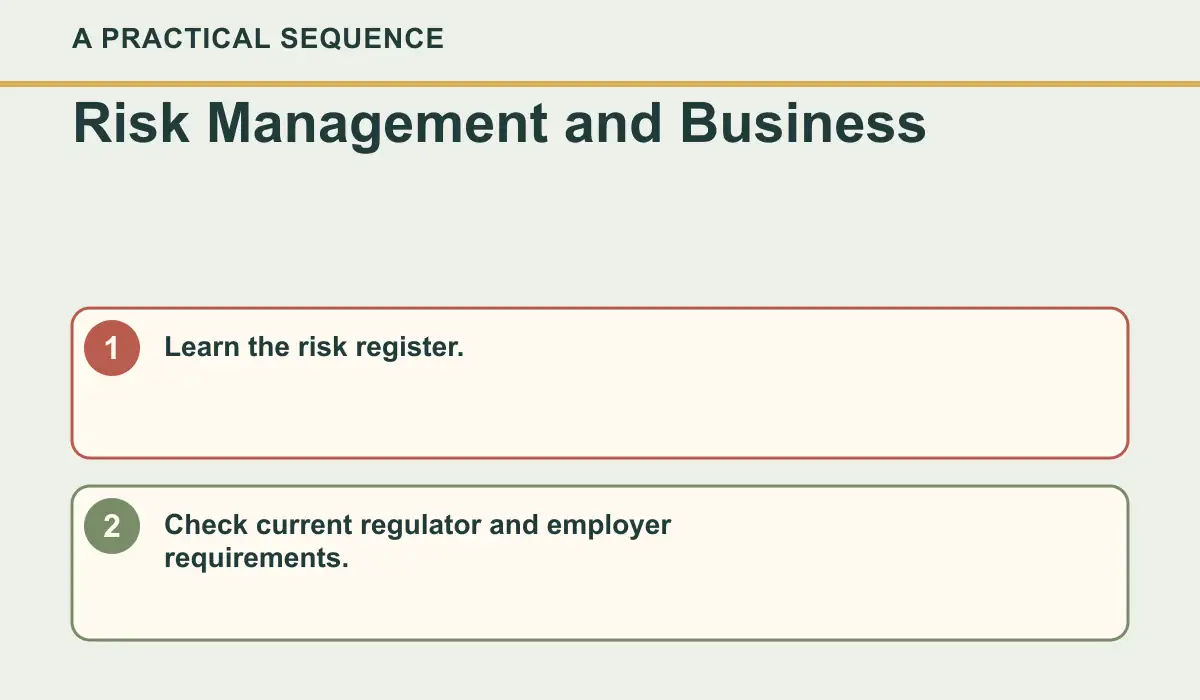 A PRACTICAL SEQUENCE
Risk Management and Business
1
Learn the risk register.
2
Check current regulator and employer
requirements.